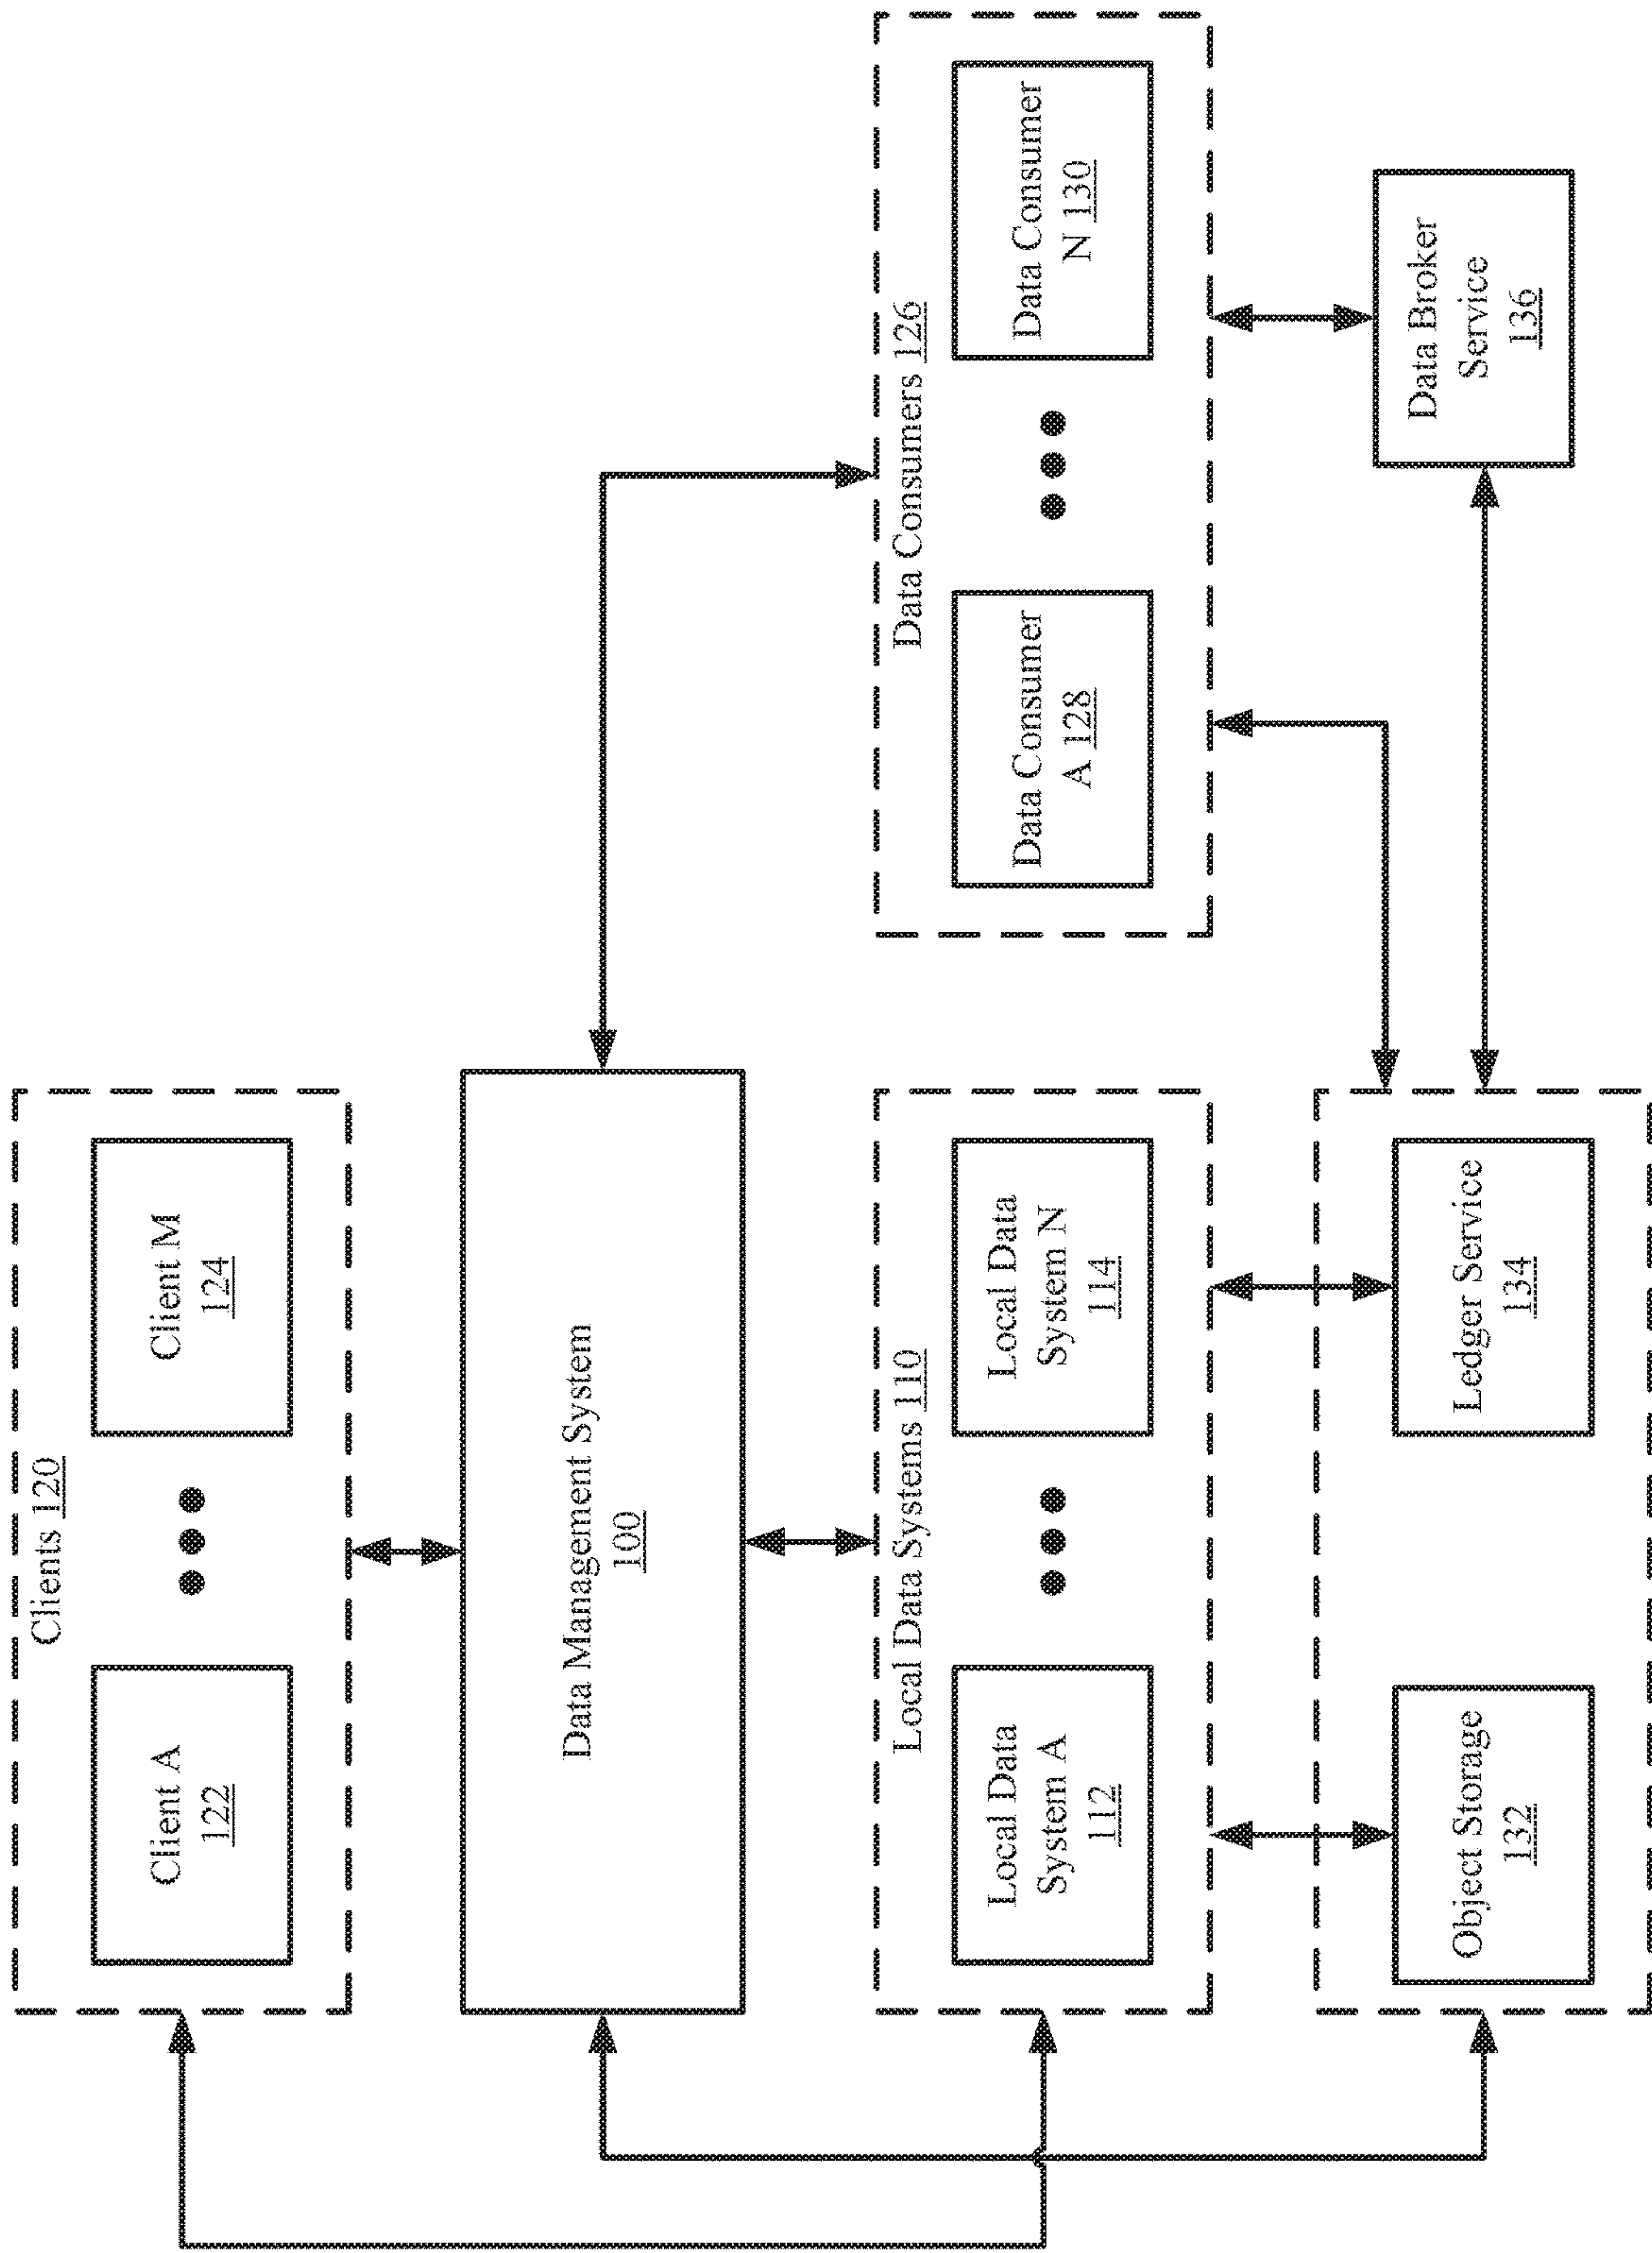 Clients 120
Client A
122
Client M
124
Data Management System
100
Local Data Systems 110
Local Data
System A
112
Local Data
System N
114
Data Consumers 126
Data Consumer
A 128
Data Consumer
N 130
Object Storage
132
Ledger Service
134
Data Broker
Service
136